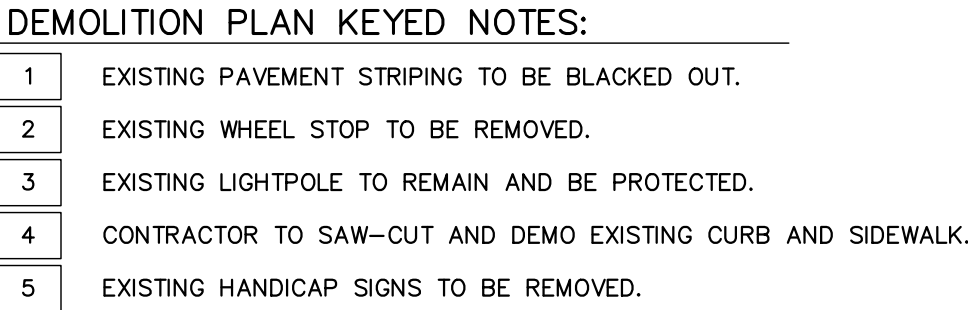 DEMOLITION PLAN KEYED NOTES:
1 EXISTING PAVEMENT STRIPING TO BE BLACKED OUT.
2 EXISTING WHEEL STOP TO BE REMOVED.
3 EXISTING LIGHTPOLE TO REMAIN AND BE PROTECTED.
4 CONTRACTOR TO SAW-CUT AND DEMO EXISTING CURB AND SIDEWALK.
5 EXISTING HANDICAP SIGNS TO BE REMOVED.